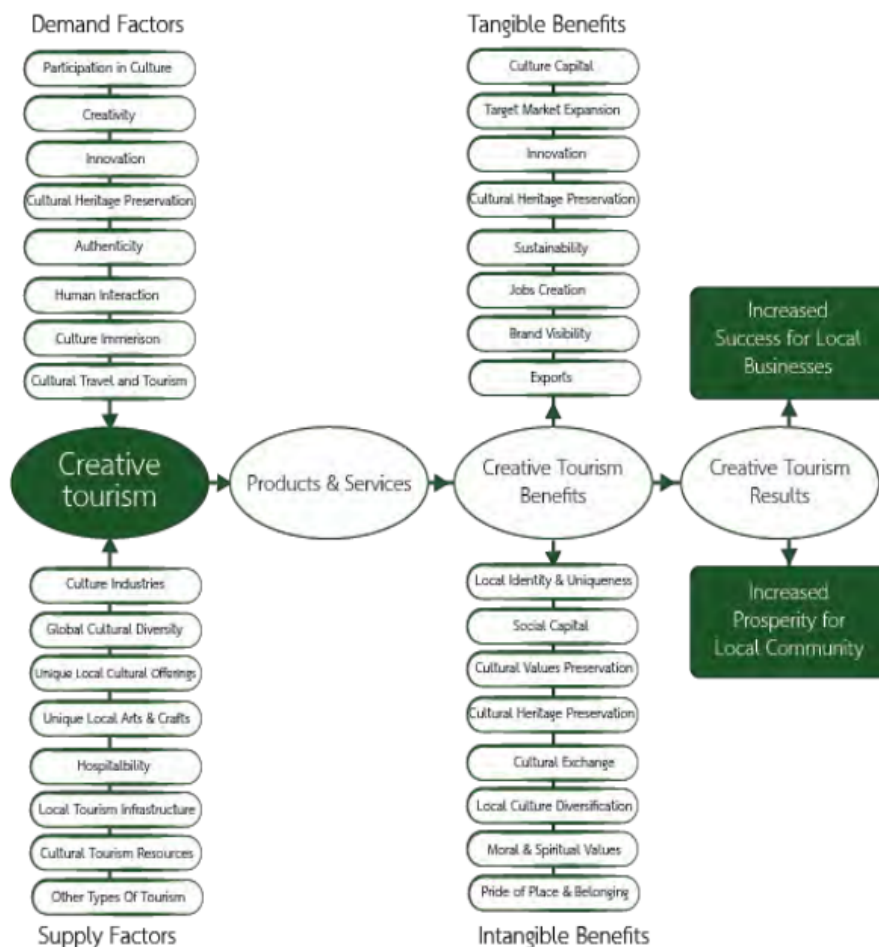 Demand Factors
Participation in Culture
Creativity
Innovation
Cultural Heritage Preservation
Authenticity
Human Interaction
Culture Immerison
Cultural Travel and Tourism
Creative
tourism
Culture Industries
Global Cultural Diversity
Unique Local Cultural Offerings
Unique Local Arts & Crafts
Hospitalbility
Local Tourism Infrastructure
Cultural Tourism Resources
Other Types Of Tourism
Supply Factors
Products & Services
Tangible Benefits
Culture Capital
Target Market Expansion
Innovation
Cultural Heritage Preservation
Sustainability
Jobs Creation
Brand Visibility
Exports
Creative Tourism
Benefits
Local Identity & Uniqueness
Social Capital
Cultural Values Preservation
Cultural Heritage Preservation
Cultural Exchange
Local Culture Diversification
Moral & Spiritual Values
Pride of Place & Belonging
Intangible Benefits
Increased
Success for Local
Businesses
Creative Tourism
Results
Increased
Prosperity for
Local Community